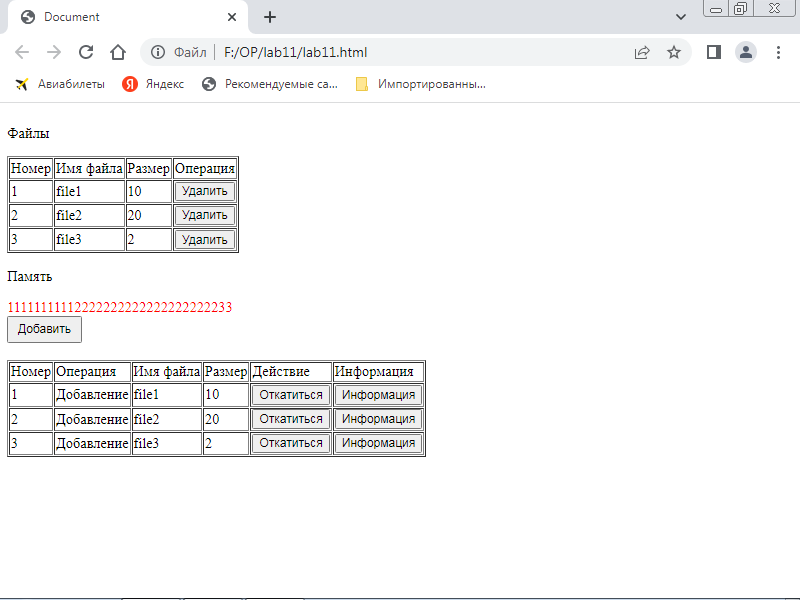 Document
Файл F:/OP/lab11/lab11.html
Авиабилеты Я Яндекс Рекомендуемые са... Импортированны...
Файлы
Номер Имя файла Размер Операция
1 file1 10 Удалить
2 file2 20 Удалить
3 file3 2 Удалить
Память
11111111112222222222222222222233
Добавить
Номер Операция Имя файла Размер Действие Информация
1 Добавление file1 10 Откатиться Информация
2 Добавление file2 20 Откатиться Информация
3 Добавление file3 2 Откатиться Информация